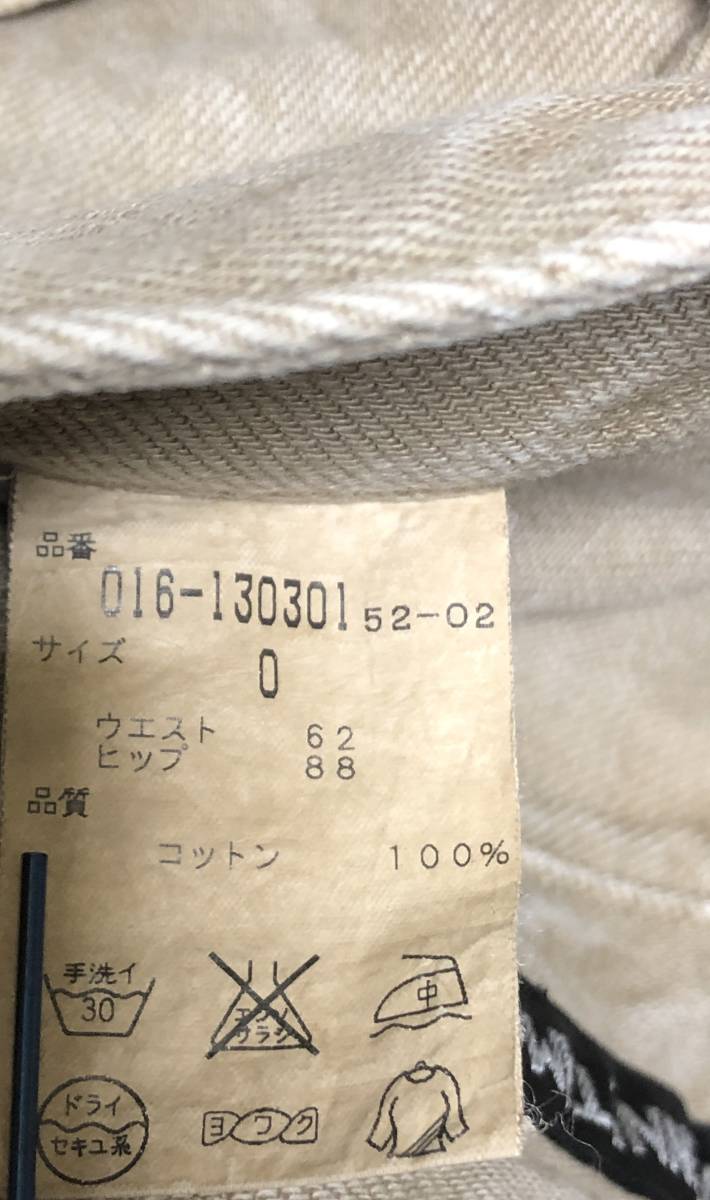 品番
016-130301 52-02
サイズ 0
ウエスト 62
ヒップ 88
品質
コットン 100%
手洗イ
30
エンソ
サラシ
中
ドライ
セキユ系
ヨワク